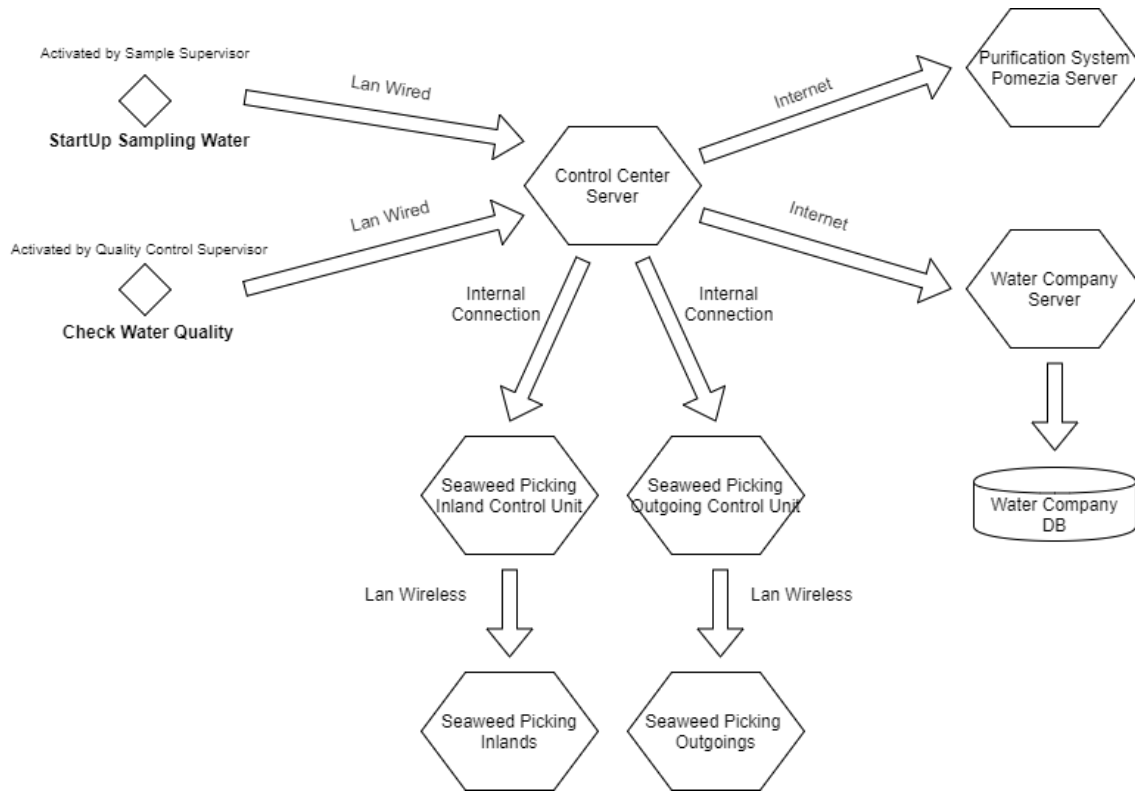 Activated by Sample Supervisor
StartUp Sampling Water
Lan Wired
Internet
Purification System
Pomezia Server
Control Center
Server
Activated by Quality Control Supervisor
Check Water Quality
Lan Wired
Internet
Water Company
Server
Internal
Connection
Internal
Connection
Seaweed Picking
Inland Control Unit
Seaweed Picking
Outgoing Control Unit
Water Company
DB
Lan Wireless
Lan Wireless
Seaweed Picking
Inlands
Seaweed Picking
Outgoings